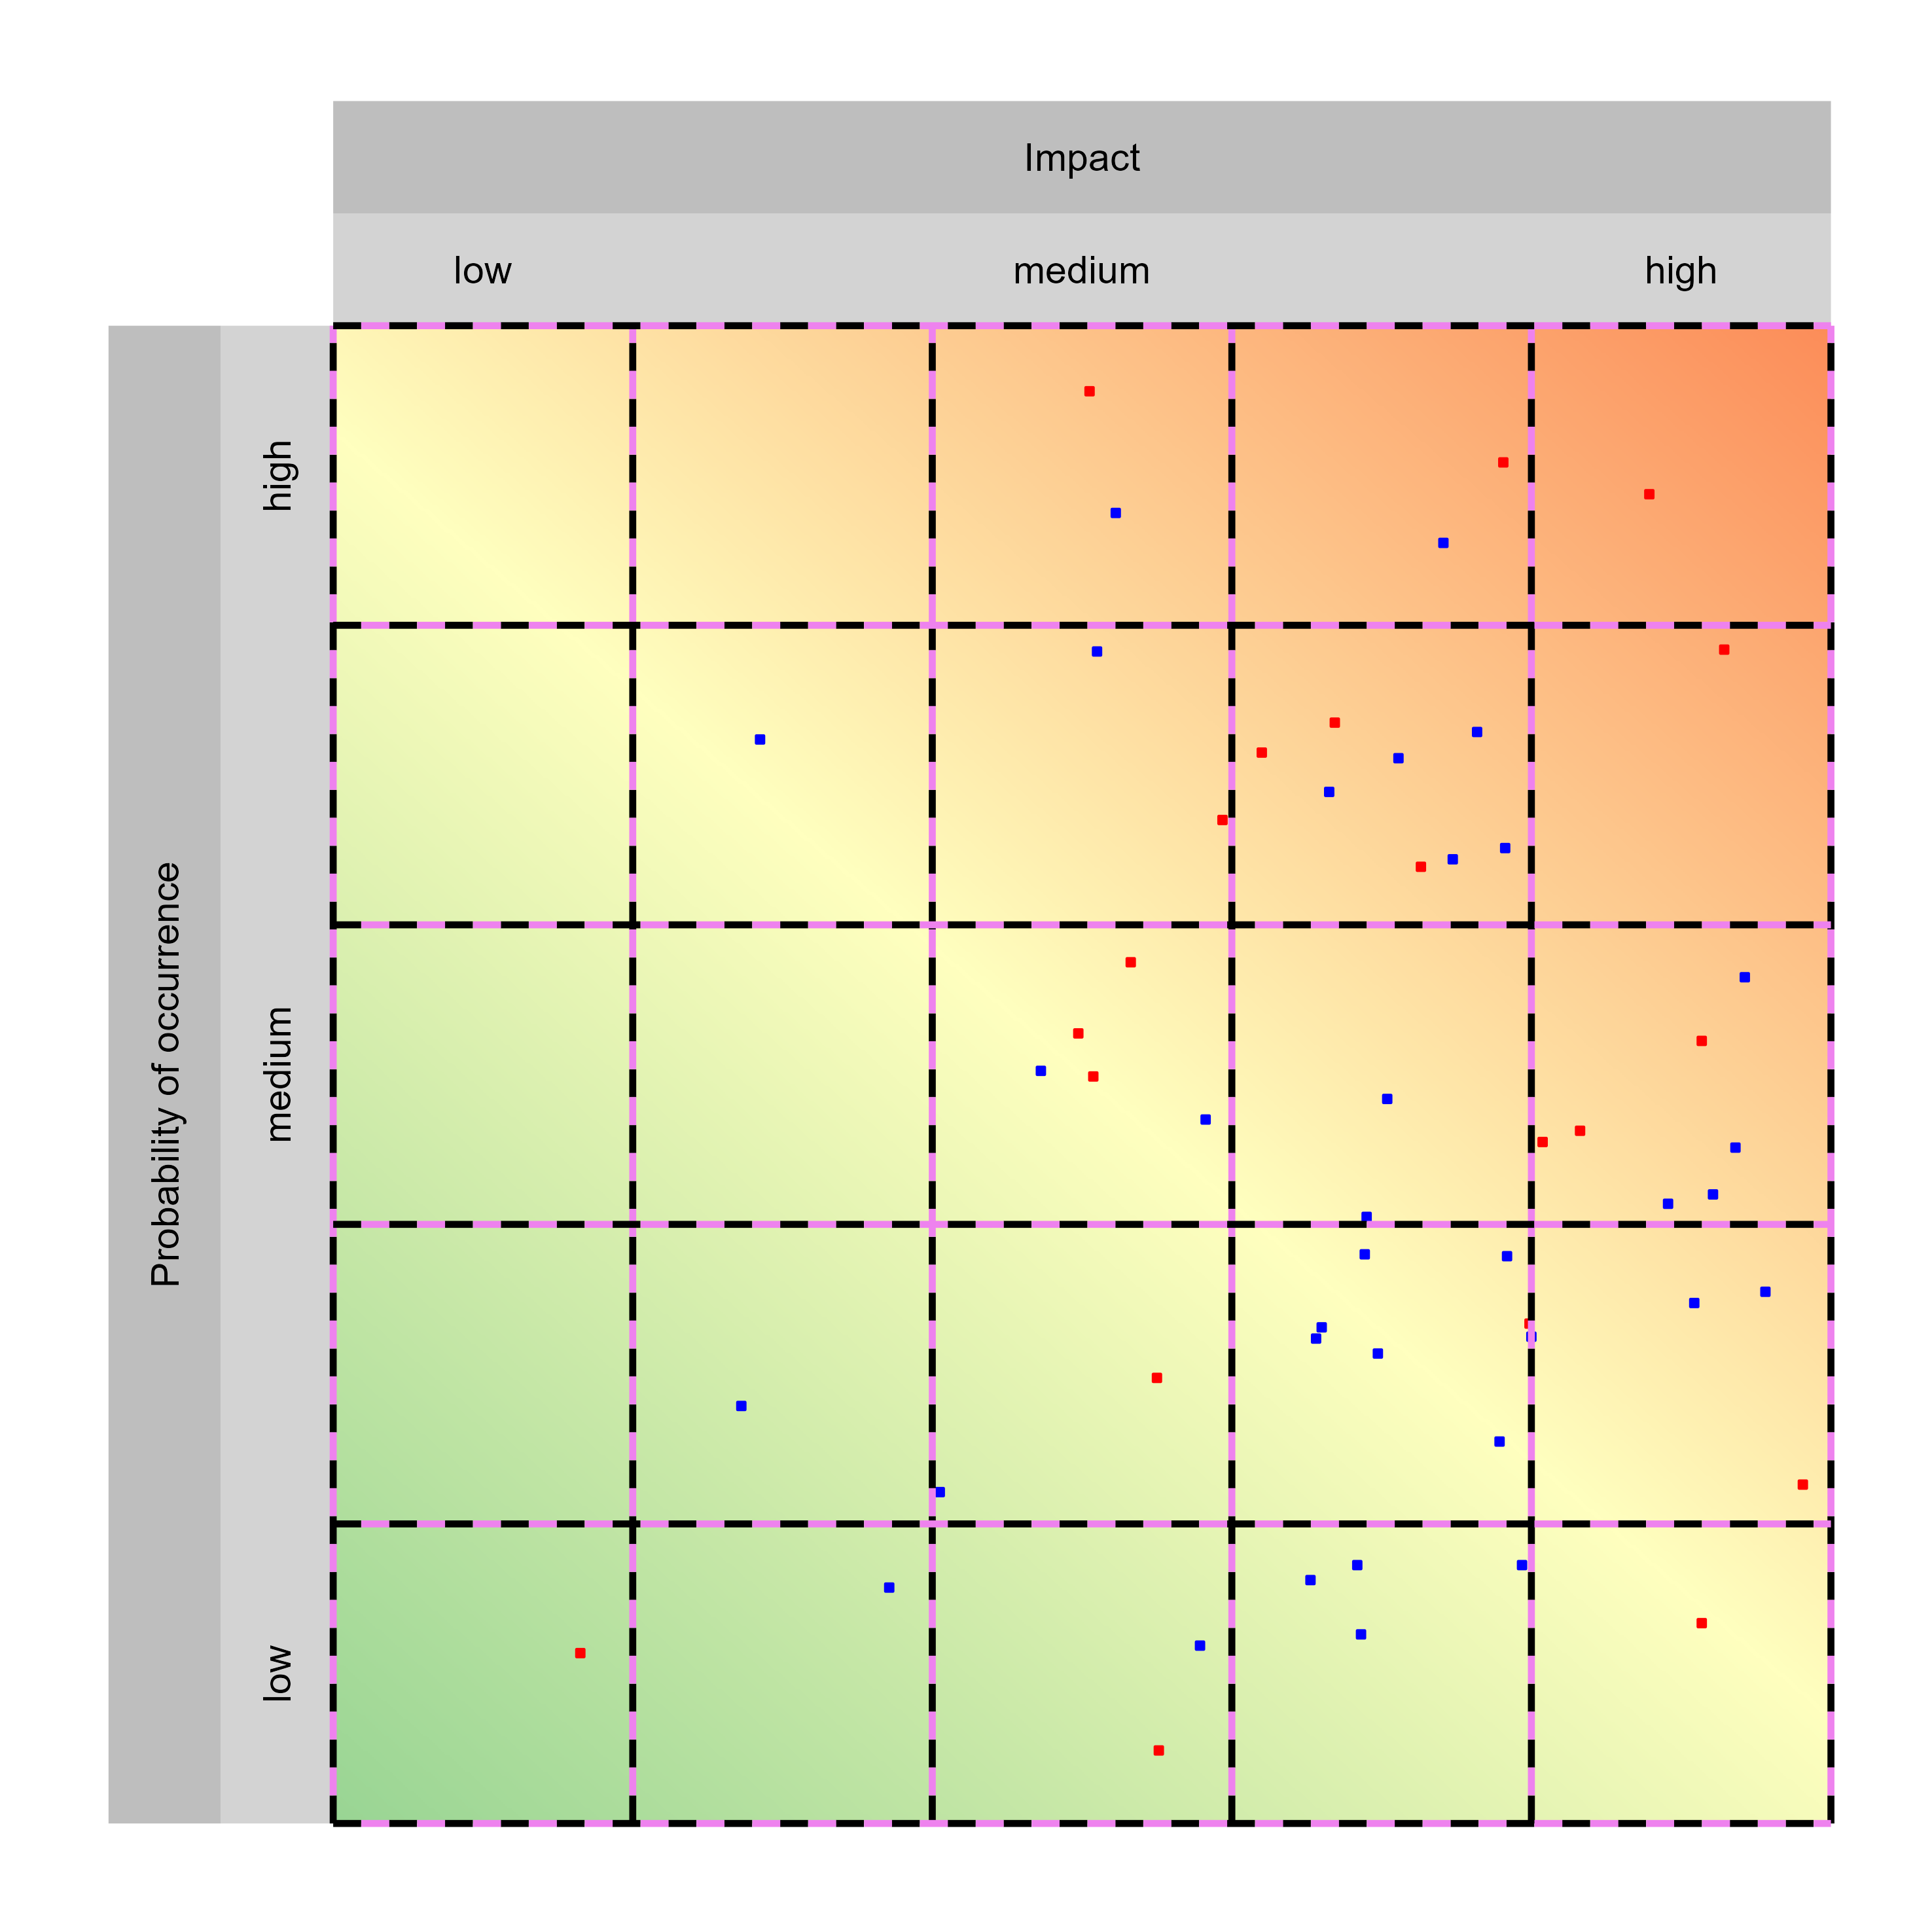 Impact
low
medium
high
Probability of occurrence
high
medium
low